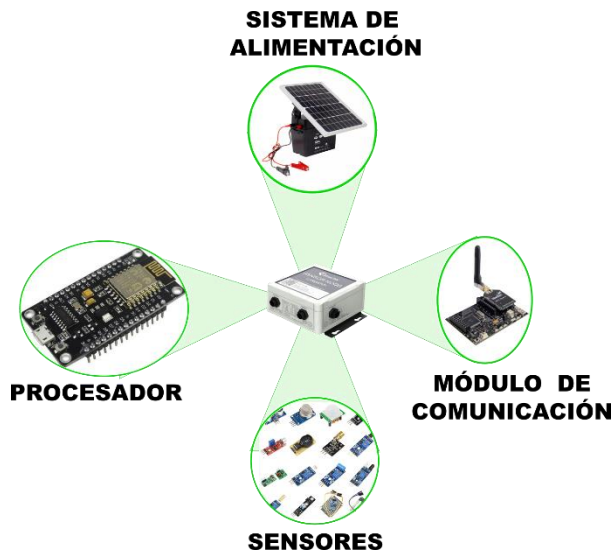 SISTEMA DE
ALIMENTACIÓN
PROCESADOR
MÓDULO DE
COMUNICACIÓN
SENSORES